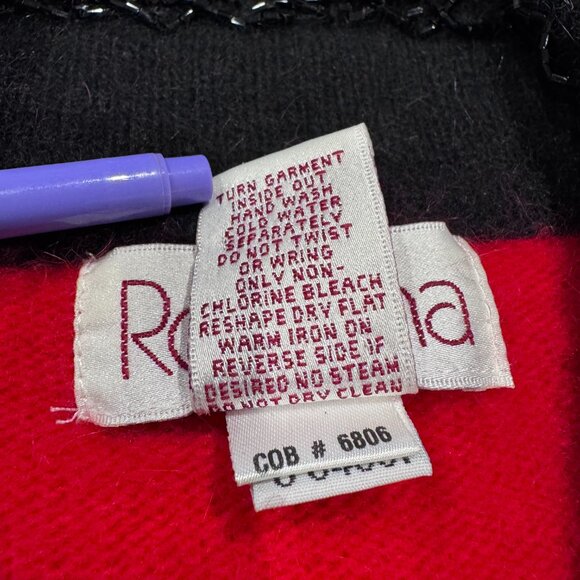 TURN GARMENT
INSIDE OUT
HAND WASH
COLD WATER
SEPARATELY
DO NOT TWIST
OR WRING
ONLY NON-
CHLORINE BLEACH
RESHAPE DRY FLAT
WARM IRON ON
REVERSE SIDE IF
DESIRED NO STEAM
DO NOT DRY CLEAN
COB # 6806